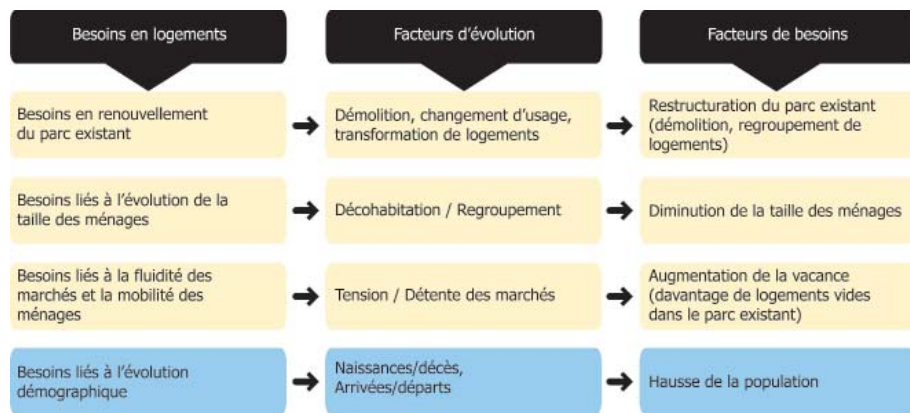 Besoins en logements
Facteurs d'évolution
Facteurs de besoins
Besoins en renouvellement
du parc existant
Démolition, changement d'usage,
transformation de logements
Restructuration du parc existant
(démolition, regroupement de
logements)
Besoins liés à l'évolution de la
taille des ménages
Décohabitation / Regroupement
Diminution de la taille des ménages
Besoins liés à la fluidité des
marchés et la mobilité des
ménages
Tension / Détente des marchés
Augmentation de la vacance
(davantage de logements vides
dans le parc existant)
Besoins liés à l'évolution
démographique
Naissances/décès,
Arrivées/départs
Hausse de la population